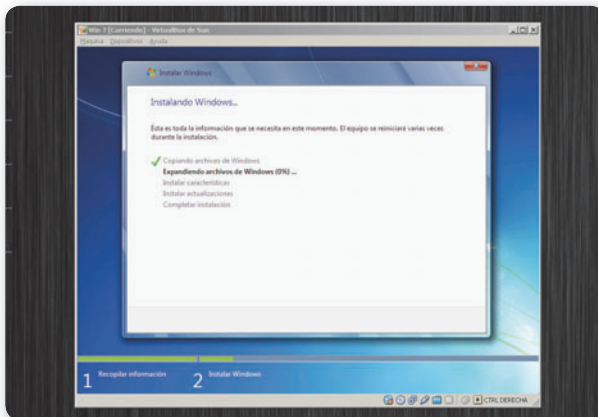 Win 7 [Corriendo] - VirtualBox de Sun
Máquina Dispositivos Ayuda
Instalar Windows
Instalando Windows...
Ésta es toda la información que se necesita en este momento. El equipo se reiniciará varias veces
durante la instalación.
Copiando archivos de Windows
Expandiendo archivos de Windows (0%) ...
Instalar características
Instalar actualizaciones
Completar instalación
1 Recopilar información 2 Instalar Windows
CTRL DERECHA